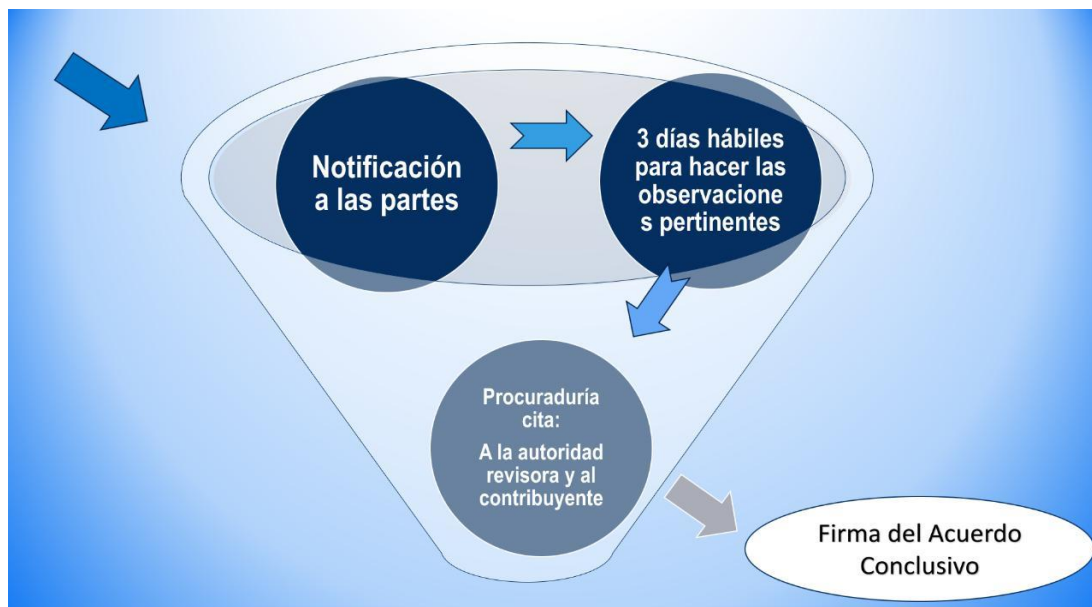 Notificación
a las partes
3 días hábiles
para hacer las
observacione
s pertinentes
Procuraduría
cita:
A la autoridad
revisora y al
contribuyente
Firma del Acuerdo
Conclusivo